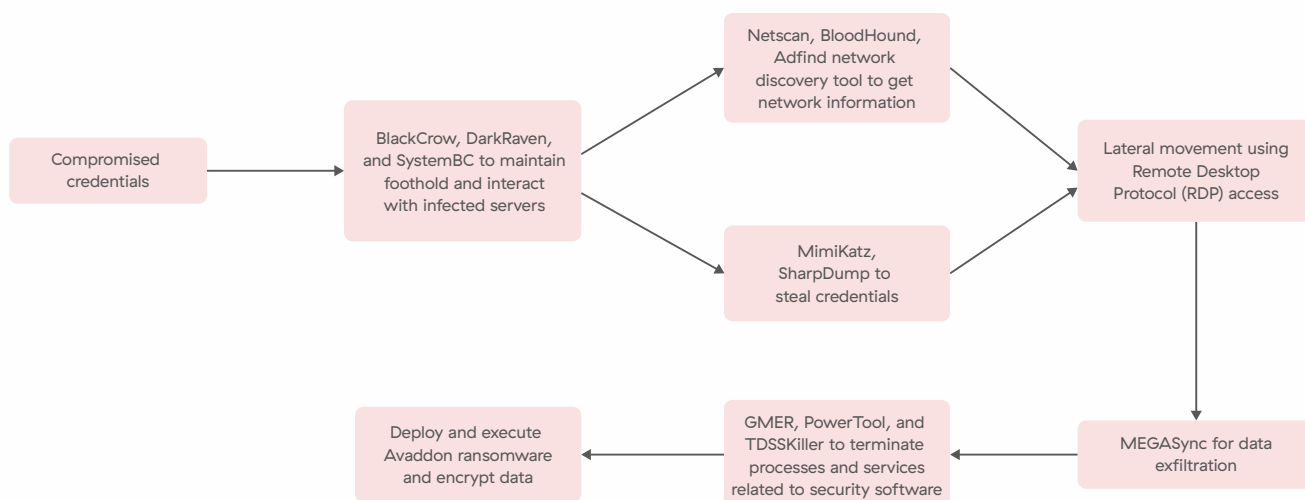 Compromised
credentials
BlackCrow, DarkRaven,
and SystemBC to maintain
foothold and interact
with infected servers
Netscan, BloodHound,
Adfind network
discovery tool to get
network information
MimiKatz,
SharpDump to
steal credentials
Lateral movement using
Remote Desktop
Protocol (RDP) access
MEGASync for data
exfiltration
GMER, PowerTool, and
TDSSKiller to terminate
processes and services
related to security software
Deploy and execute
Avaddon ransomware
and encrypt data